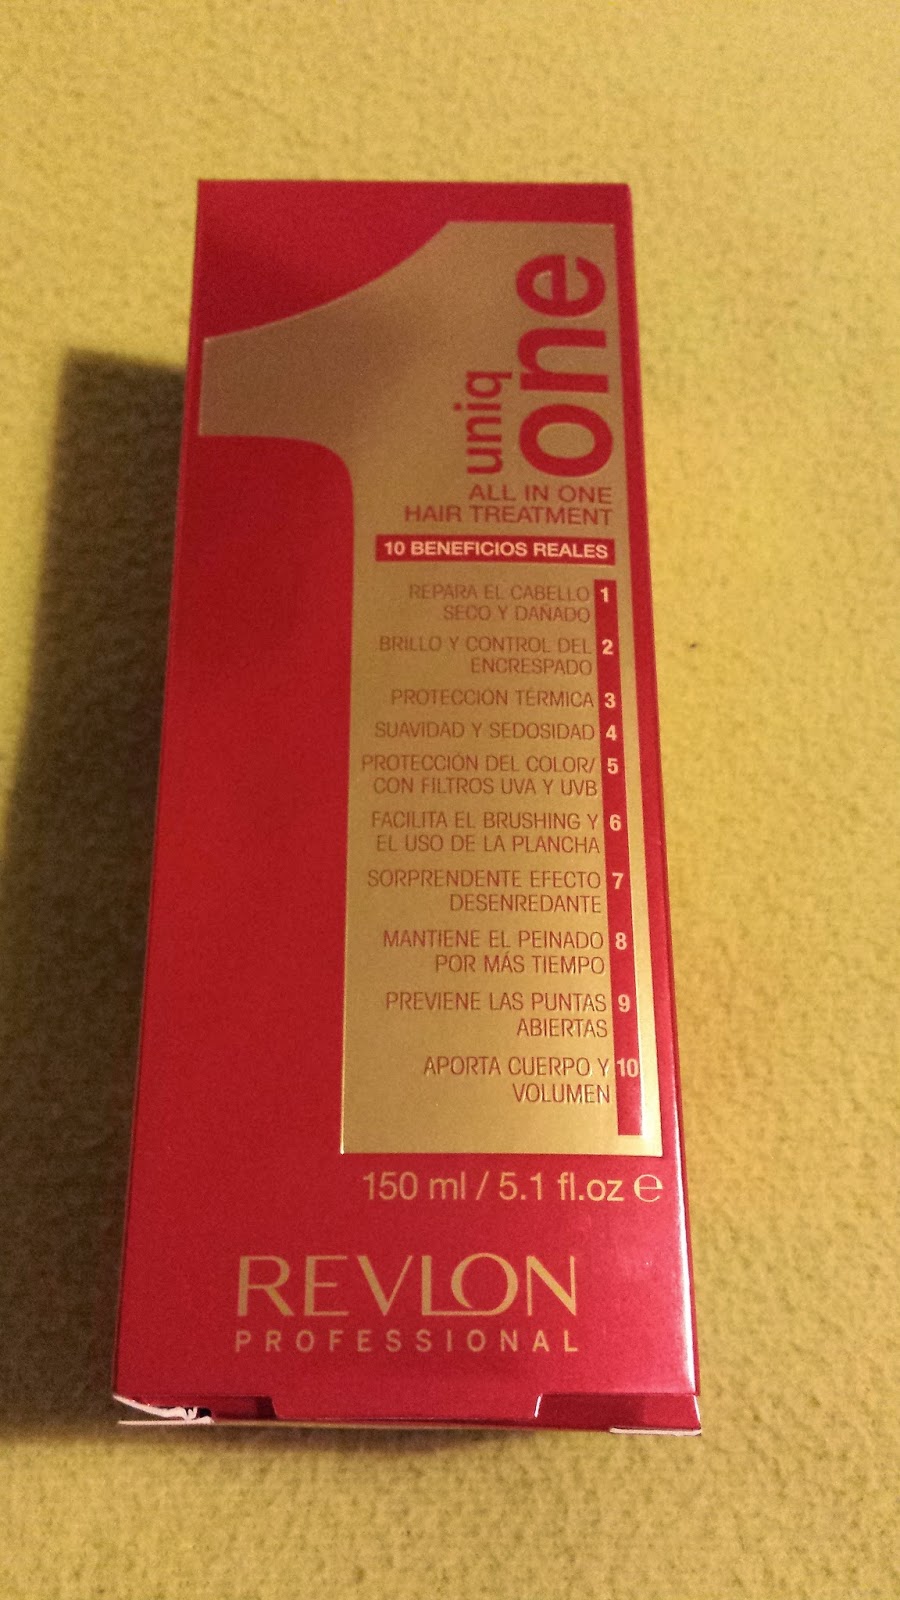 uniq
one
ALL IN ONE
HAIR TREATMENT
10 BENEFICIOS REALES
REPARA EL CABELLO 1
SECO Y DAÑADO
BRILLO Y CONTROL DEL 2
ENCRESPADO
PROTECCIÓN TÉRMICA 3
SUAVIDAD Y SEDOSIDAD 4
PROTECCIÓN DEL COLOR/ 5
CON FILTROS UVA Y UVB
FACILITA EL BRUSHING Y 6
EL USO DE LA PLANCHA
SORPRENDENTE EFECTO 7
DESENREDANTE
MANTIENE EL PEINADO 8
POR MÁS TIEMPO
PREVIENE LAS PUNTAS 9
ABIERTAS
APORTA CUERPO Y 10
VOLUMEN
150 ml / 5.1 fl.oz ℮
REVLON
PROFESSIONAL